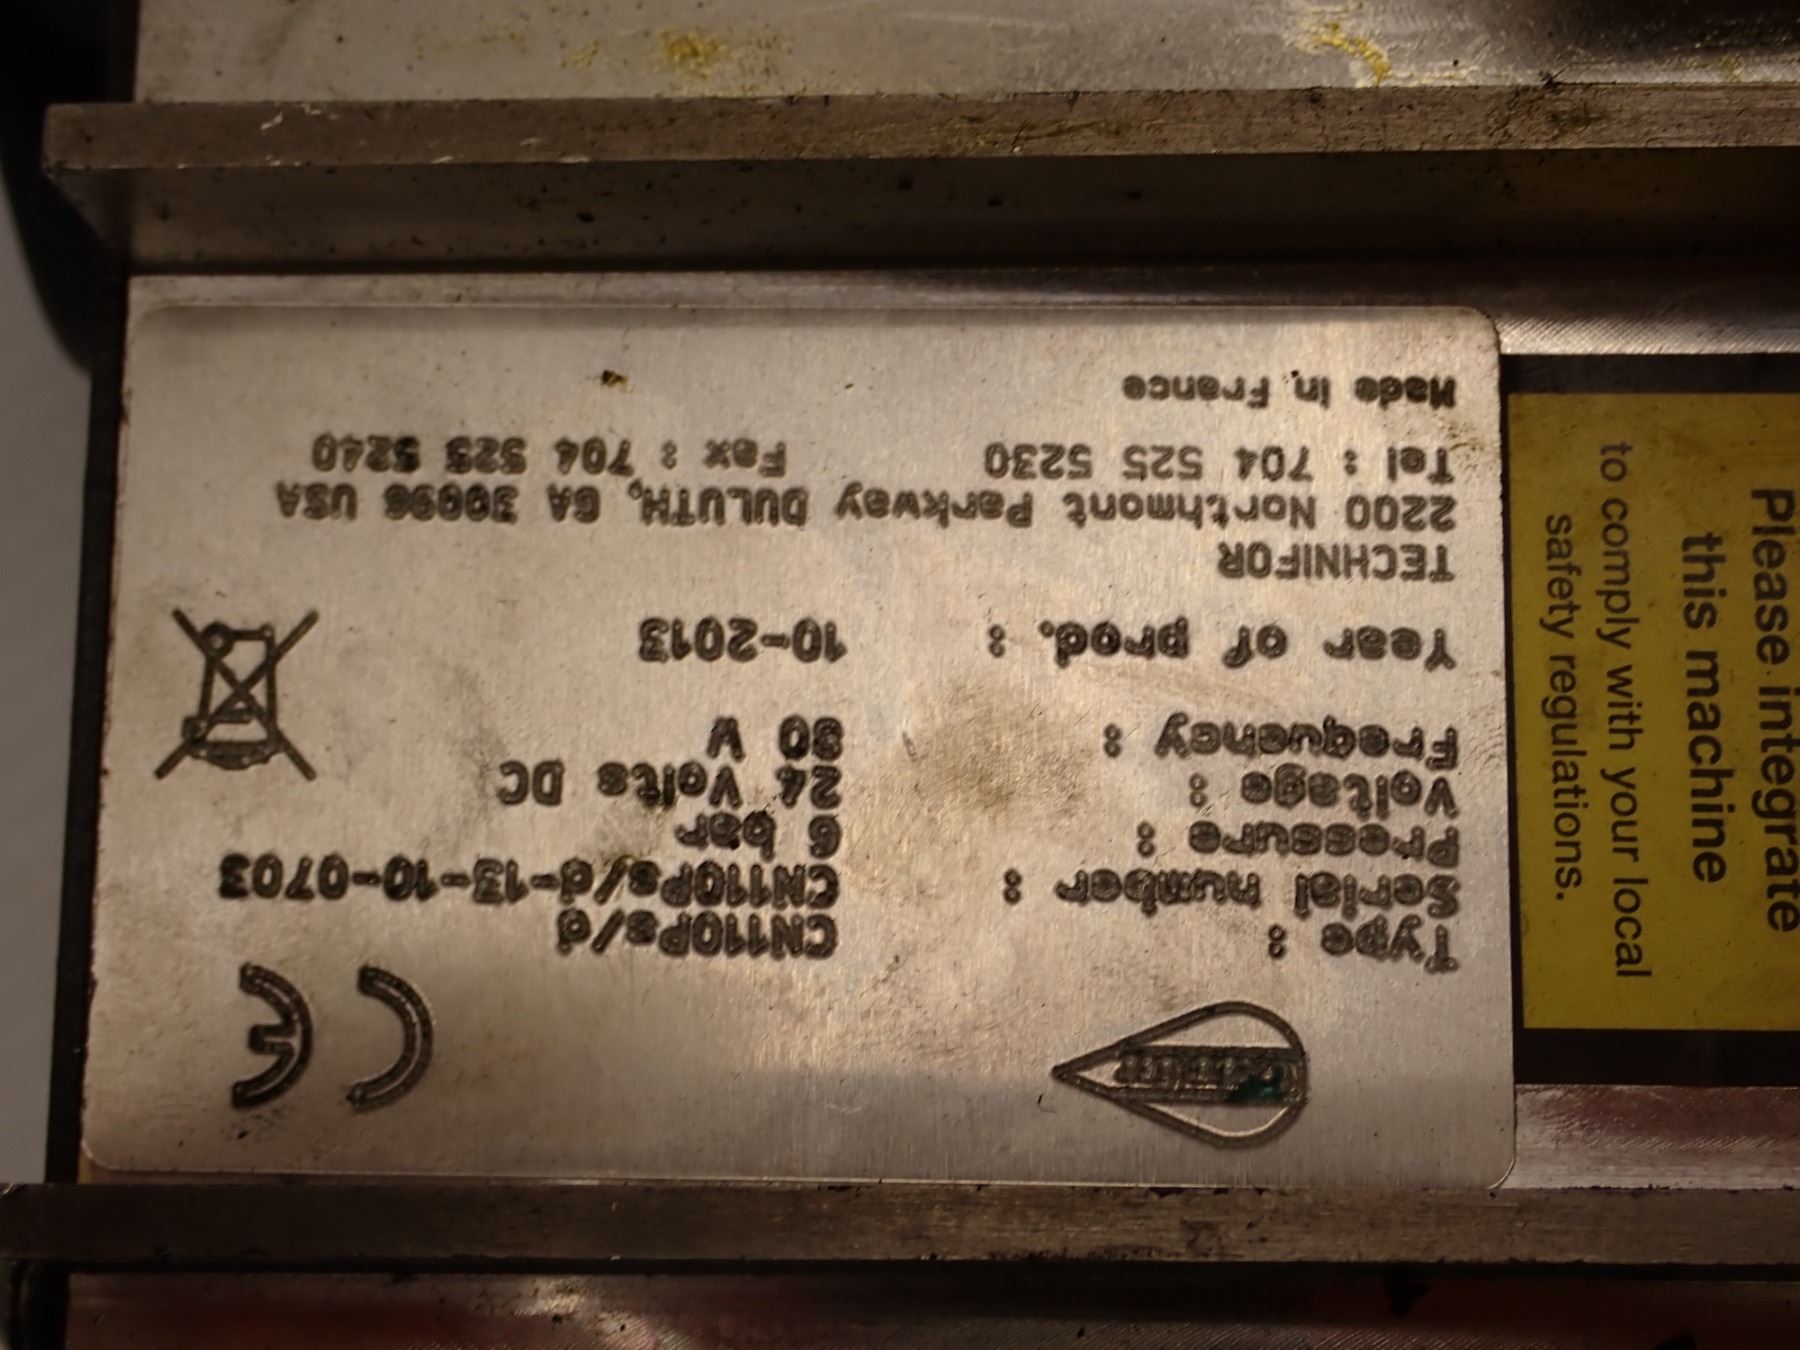 Type : CN110Ps/d
Serial number : CN110Ps/d-13-10-0703
Pressure : 6 bar
Voltage : 24 Volts DC
Frequency : 80 W
Year of prod. : 10-2013
TECHNIFOR
2200 Northmont Parkway DULUTH, GA 30096 USA
Tel : 704 525 5230 Fax : 704 525 5240
Made in France
CE
Please integrate
this machine
to comply with your local
safety regulations.